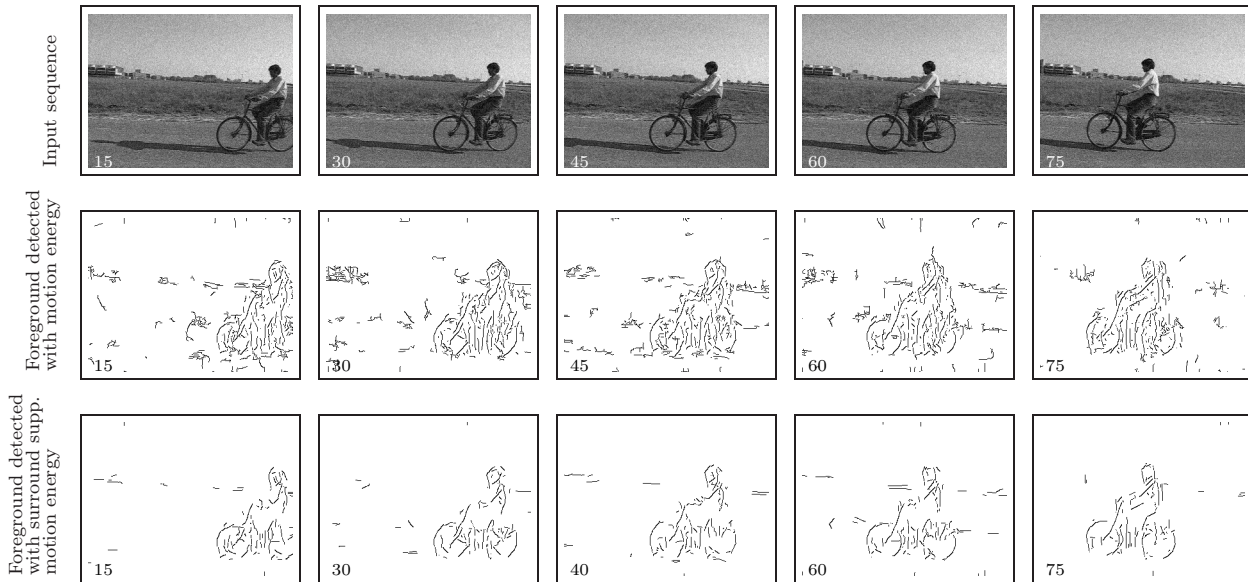 Input sequence
15
30
45
60
75
Foreground detected
with motion energy
15
30
45
60
75
Foreground detected
with surround supp.
motion energy
15
30
40
60
75